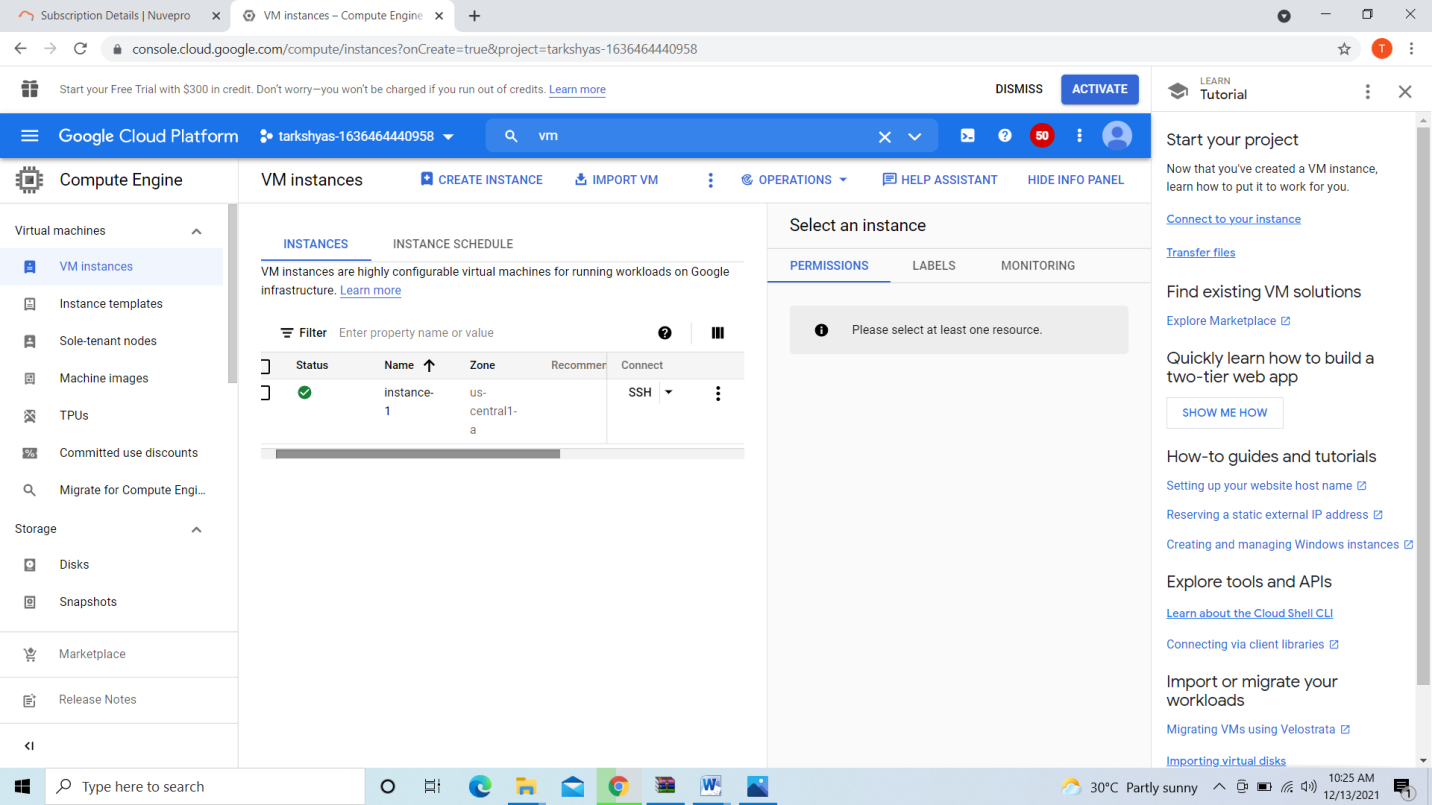 Subscription Details | Nuvepro
VM instances – Compute Engine
console.cloud.google.com/compute/instances?onCreate=true&project=tarkshyas-1636464440958
T
Start your Free Trial with $300 in credit. Don't worry—you won't be charged if you run out of credits. Learn more
DISMISS
ACTIVATE
Google Cloud Platform
tarkshyas-1636464440958
vm
50
Compute Engine
Virtual machines
VM instances
Instance templates
Sole-tenant nodes
Machine images
TPUs
Committed use discounts
Migrate for Compute Engi...
Storage
Disks
Snapshots
Marketplace
Release Notes
VM instances
CREATE INSTANCE
IMPORT VM
OPERATIONS
HELP ASSISTANT
HIDE INFO PANEL
INSTANCES
INSTANCE SCHEDULE
VM instances are highly configurable virtual machines for running workloads on Google
infrastructure. Learn more
Filter
Enter property name or value
Status
Name
Zone
Recommen
Connect
instance-
1
us-
central1-
a
SSH
Select an instance
PERMISSIONS
LABELS
MONITORING
Please select at least one resource.
LEARN
Tutorial
Start your project
Now that you've created a VM instance,
learn how to put it to work for you.
Connect to your instance
Transfer files
Find existing VM solutions
Explore Marketplace
Quickly learn how to build a
two-tier web app
SHOW ME HOW
How-to guides and tutorials
Setting up your website host name
Reserving a static external IP address
Creating and managing Windows instances
Explore tools and APIs
Learn about the Cloud Shell CLI
Connecting via client libraries
Import or migrate your
workloads
Migrating VMs using Velostrata
Importing virtual disks
Type here to search
30°C Partly sunny
10:25 AM
12/13/2021
1